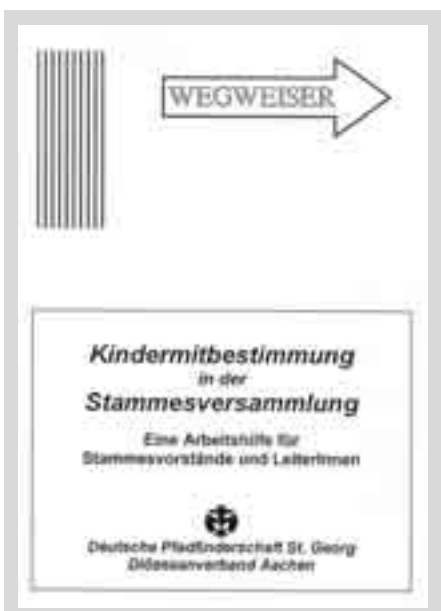 WEGWEISER
Kindermitbestimmung
in der
Stammesversammlung
Eine Arbeitshilfe für
Stammesvorstände und LeiterInnen
Deutsche Pfadfinderschaft St. Georg
Diözesanverband Aachen